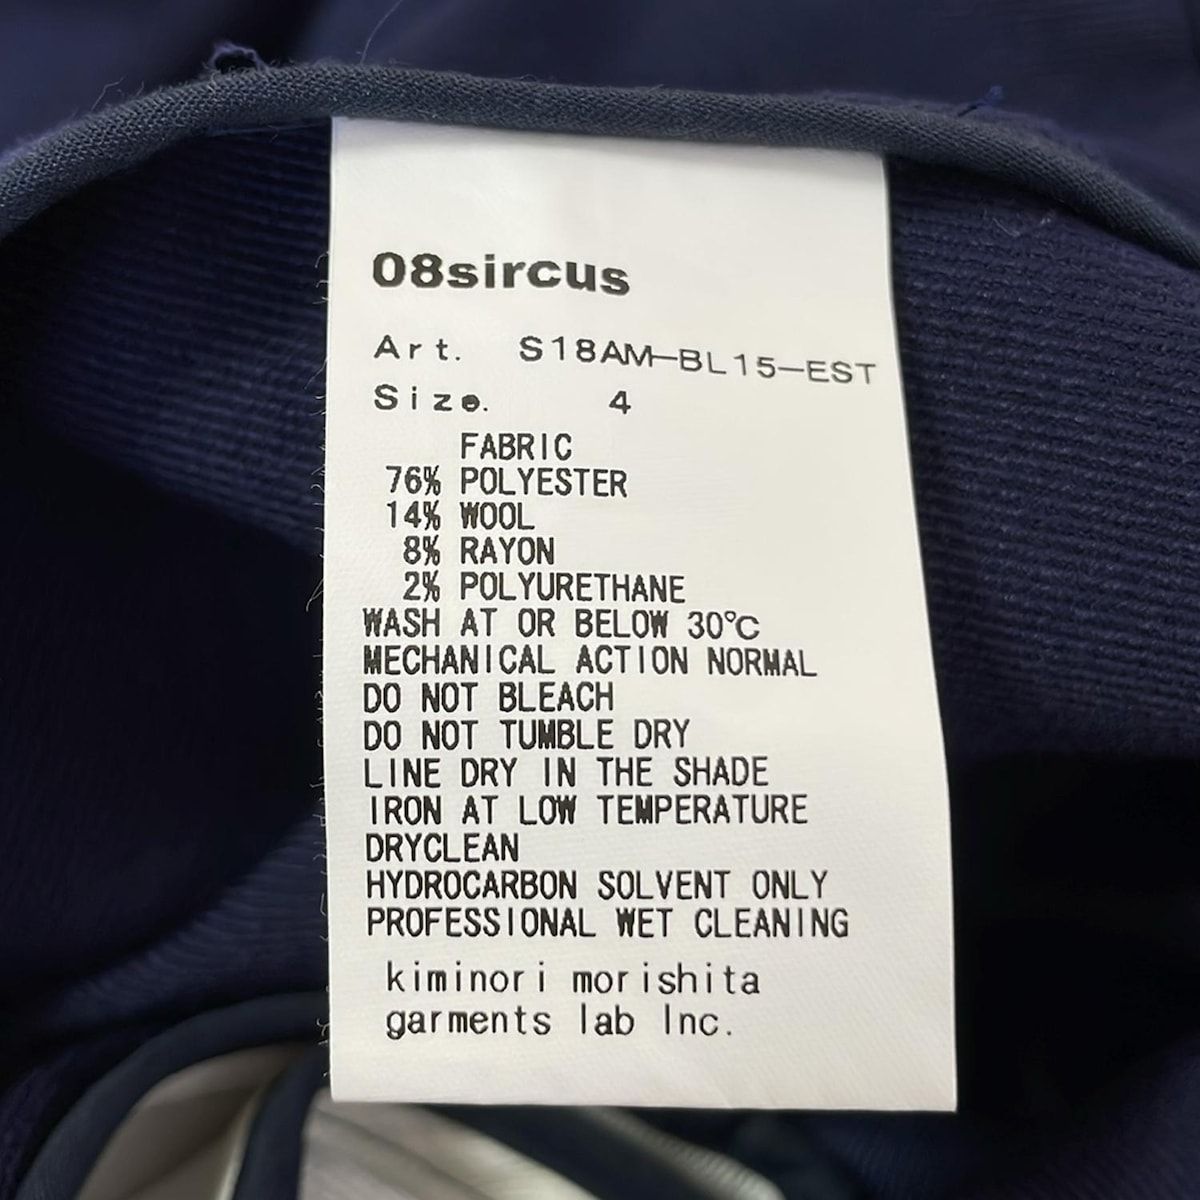 08sircus
Art. S18AM-BL15-EST
Size. 4
FABRIC
76% POLYESTER
14% WOOL
8% RAYON
2% POLYURETHANE
WASH AT OR BELOW 30℃
MECHANICAL ACTION NORMAL
DO NOT BLEACH
DO NOT TUMBLE DRY
LINE DRY IN THE SHADE
IRON AT LOW TEMPERATURE
DRYCLEAN
HYDROCARBON SOLVENT ONLY
PROFESSIONAL WET CLEANING
kiminori morishita
garments lab Inc.